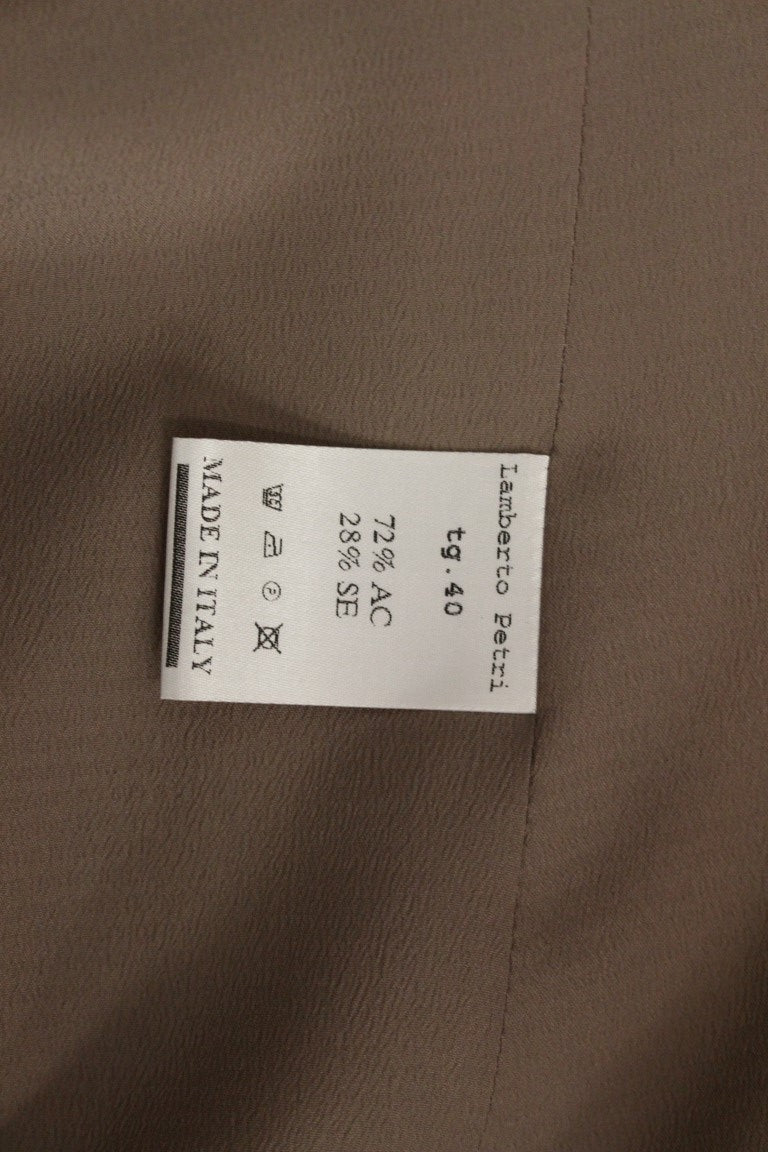 Lamberto Petri
tg.40
72% AC
28% SE
MADE IN ITALY